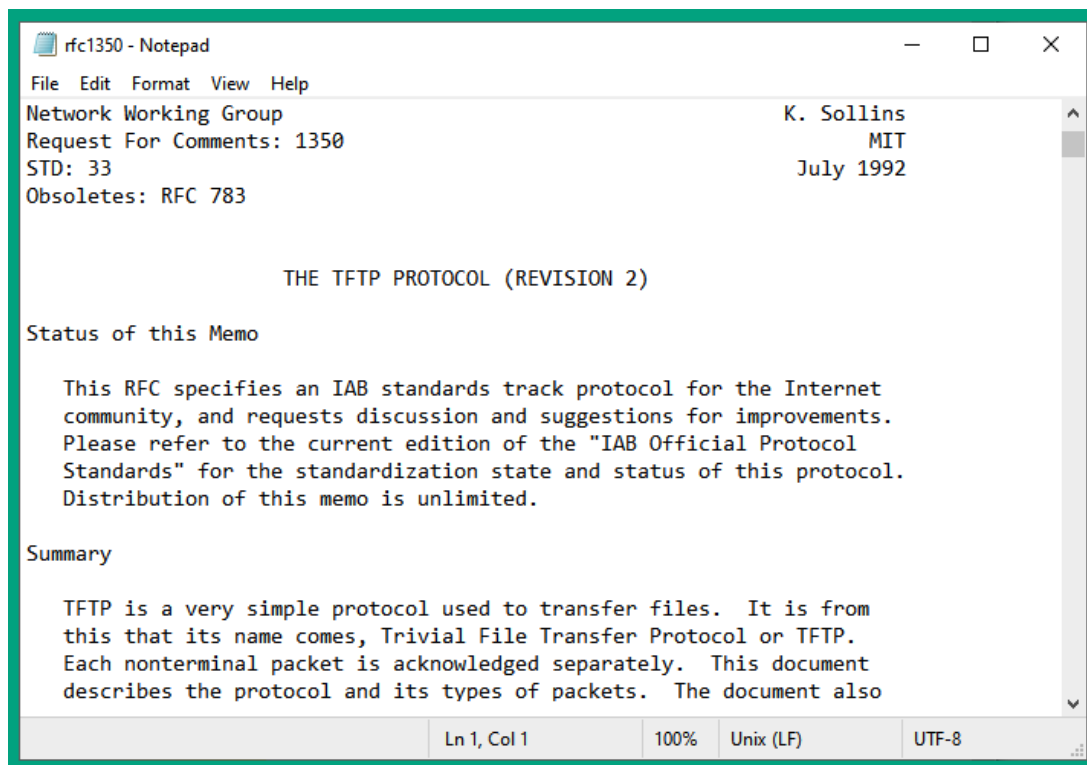 rfc1350 - Notepad
File Edit Format View Help
Network Working Group                                         K. Sollins
Request For Comments: 1350                                           MIT
STD: 33                                                        July 1992
Obsoletes: RFC 783
THE TFTP PROTOCOL (REVISION 2)
Status of this Memo
This RFC specifies an IAB standards track protocol for the Internet
community, and requests discussion and suggestions for improvements.
Please refer to the current edition of the "IAB Official Protocol
Standards" for the standardization state and status of this protocol.
Distribution of this memo is unlimited.
Summary
TFTP is a very simple protocol used to transfer files.  It is from
this that its name comes, Trivial File Transfer Protocol or TFTP.
Each nonterminal packet is acknowledged separately.  This document
describes the protocol and its types of packets.  The document also
Ln 1, Col 1 100% Unix (LF) UTF-8